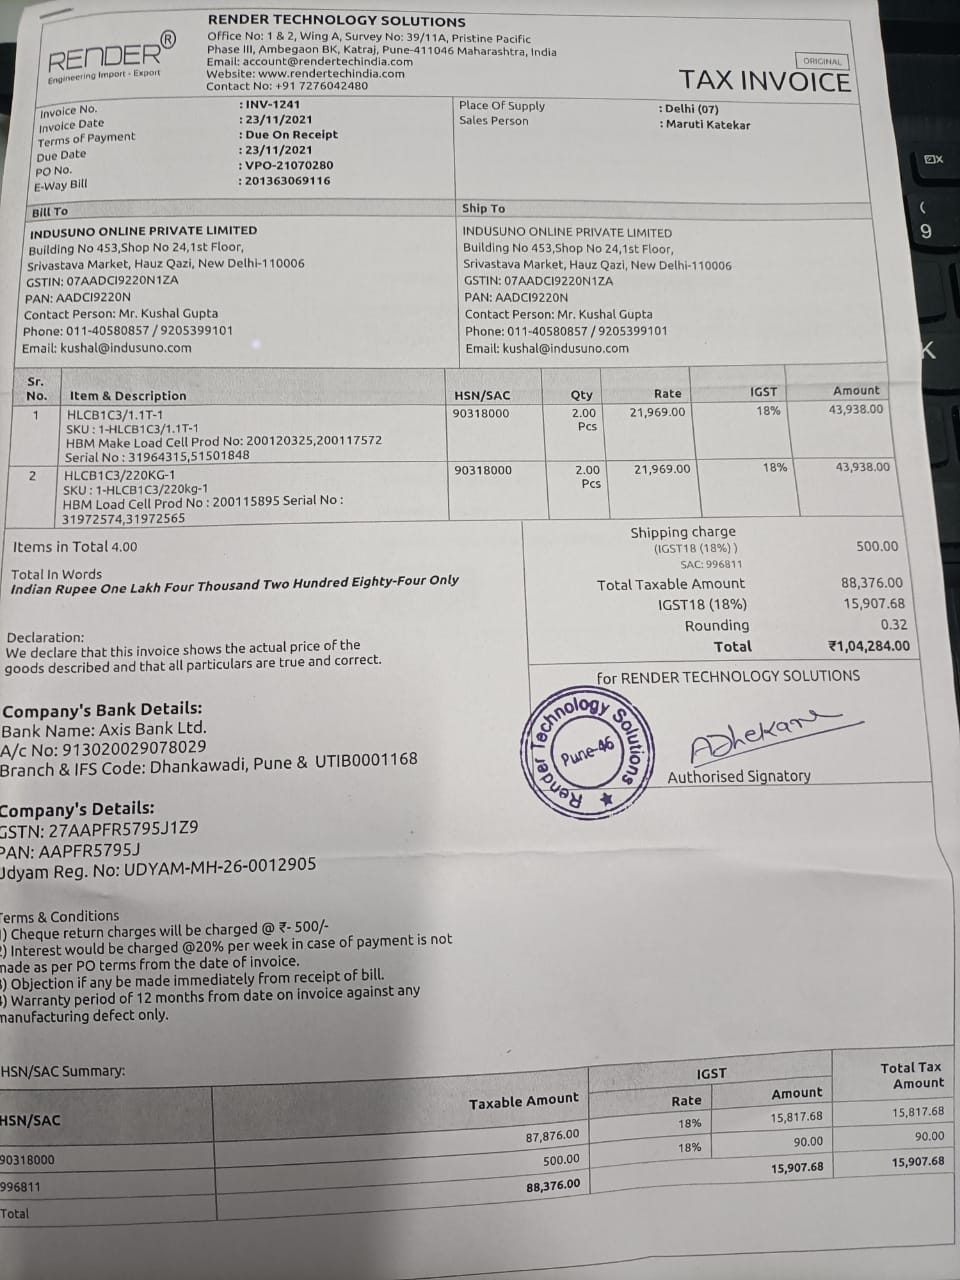 RENDER®
Engineering Import - Export
RENDER TECHNOLOGY SOLUTIONS
Office No: 1 & 2, Wing A, Survey No: 39/11A, Pristine Pacific
Phase III, Ambegaon BK, Katraj, Pune-411046 Maharashtra, India
Email: account@rendertechindia.com
Website: www.rendertechindia.com
Contact No: +91 7276042480
ORIGINAL
TAX INVOICE
Invoice No. : INV-1241
Invoice Date : 23/11/2021
Terms of Payment : Due On Receipt
Due Date : 23/11/2021
PO No. : VPO-21070280
E-Way Bill : 201363069116
Place Of Supply : Delhi (07)
Sales Person : Maruti Katekar
Bill To
INDUSUNO ONLINE PRIVATE LIMITED
Building No 453,Shop No 24,1st Floor,
Srivastava Market, Hauz Qazi, New Delhi-110006
GSTIN: 07AADCI9220N1ZA
PAN: AADCI9220N
Contact Person: Mr. Kushal Gupta
Phone: 011-40580857 / 9205399101
Email: kushal@indusuno.com
Ship To
INDUSUNO ONLINE PRIVATE LIMITED
Building No 453,Shop No 24,1st Floor,
Srivastava Market, Hauz Qazi, New Delhi-110006
GSTIN: 07AADCI9220N1ZA
PAN: AADCI9220N
Contact Person: Mr. Kushal Gupta
Phone: 011-40580857 / 9205399101
Email: kushal@indusuno.com
Sr. No. Item & Description HSN/SAC Qty Rate IGST Amount
1 HLCB1C3/1.1T-1 90318000 2.00 Pcs 21,969.00 18% 43,938.00
SKU : 1-HLCB1C3/1.1T-1
HBM Make Load Cell Prod No: 200120325,200117572
Serial No : 31964315,51501848
2 HLCB1C3/220KG-1 90318000 2.00 Pcs 21,969.00 18% 43,938.00
SKU : 1-HLCB1C3/220kg-1
HBM Load Cell Prod No : 200115895 Serial No :
31972574,31972565
Items in Total 4.00
Total In Words
Indian Rupee One Lakh Four Thousand Two Hundred Eighty-Four Only
Shipping charge 500.00
(IGST18 (18%) )
SAC: 996811
Total Taxable Amount 88,376.00
IGST18 (18%) 15,907.68
Rounding 0.32
Total ₹1,04,284.00
Declaration:
We declare that this invoice shows the actual price of the
goods described and that all particulars are true and correct.
Company's Bank Details:
Bank Name: Axis Bank Ltd.
A/c No: 913020029078029
Branch & IFS Code: Dhankawadi, Pune & UTIB0001168
for RENDER TECHNOLOGY SOLUTIONS
Render Technology Solutions
Pune-46
ADhekane
Authorised Signatory
Company's Details:
GSTN: 27AAPFR5795J1Z9
PAN: AAPFR5795J
Udyam Reg. No: UDYAM-MH-26-0012905
Terms & Conditions
1) Cheque return charges will be charged @ ₹- 500/-
2) Interest would be charged @20% per week in case of payment is not
made as per PO terms from the date of invoice.
3) Objection if any be made immediately from receipt of bill.
4) Warranty period of 12 months from date on invoice against any
manufacturing defect only.
HSN/SAC Summary:
HSN/SAC Taxable Amount IGST Total Tax Amount
Rate Amount
90318000 87,876.00 18% 15,817.68 15,817.68
996811 500.00 18% 90.00 90.00
Total 88,376.00 15,907.68 15,907.68
(
9
K